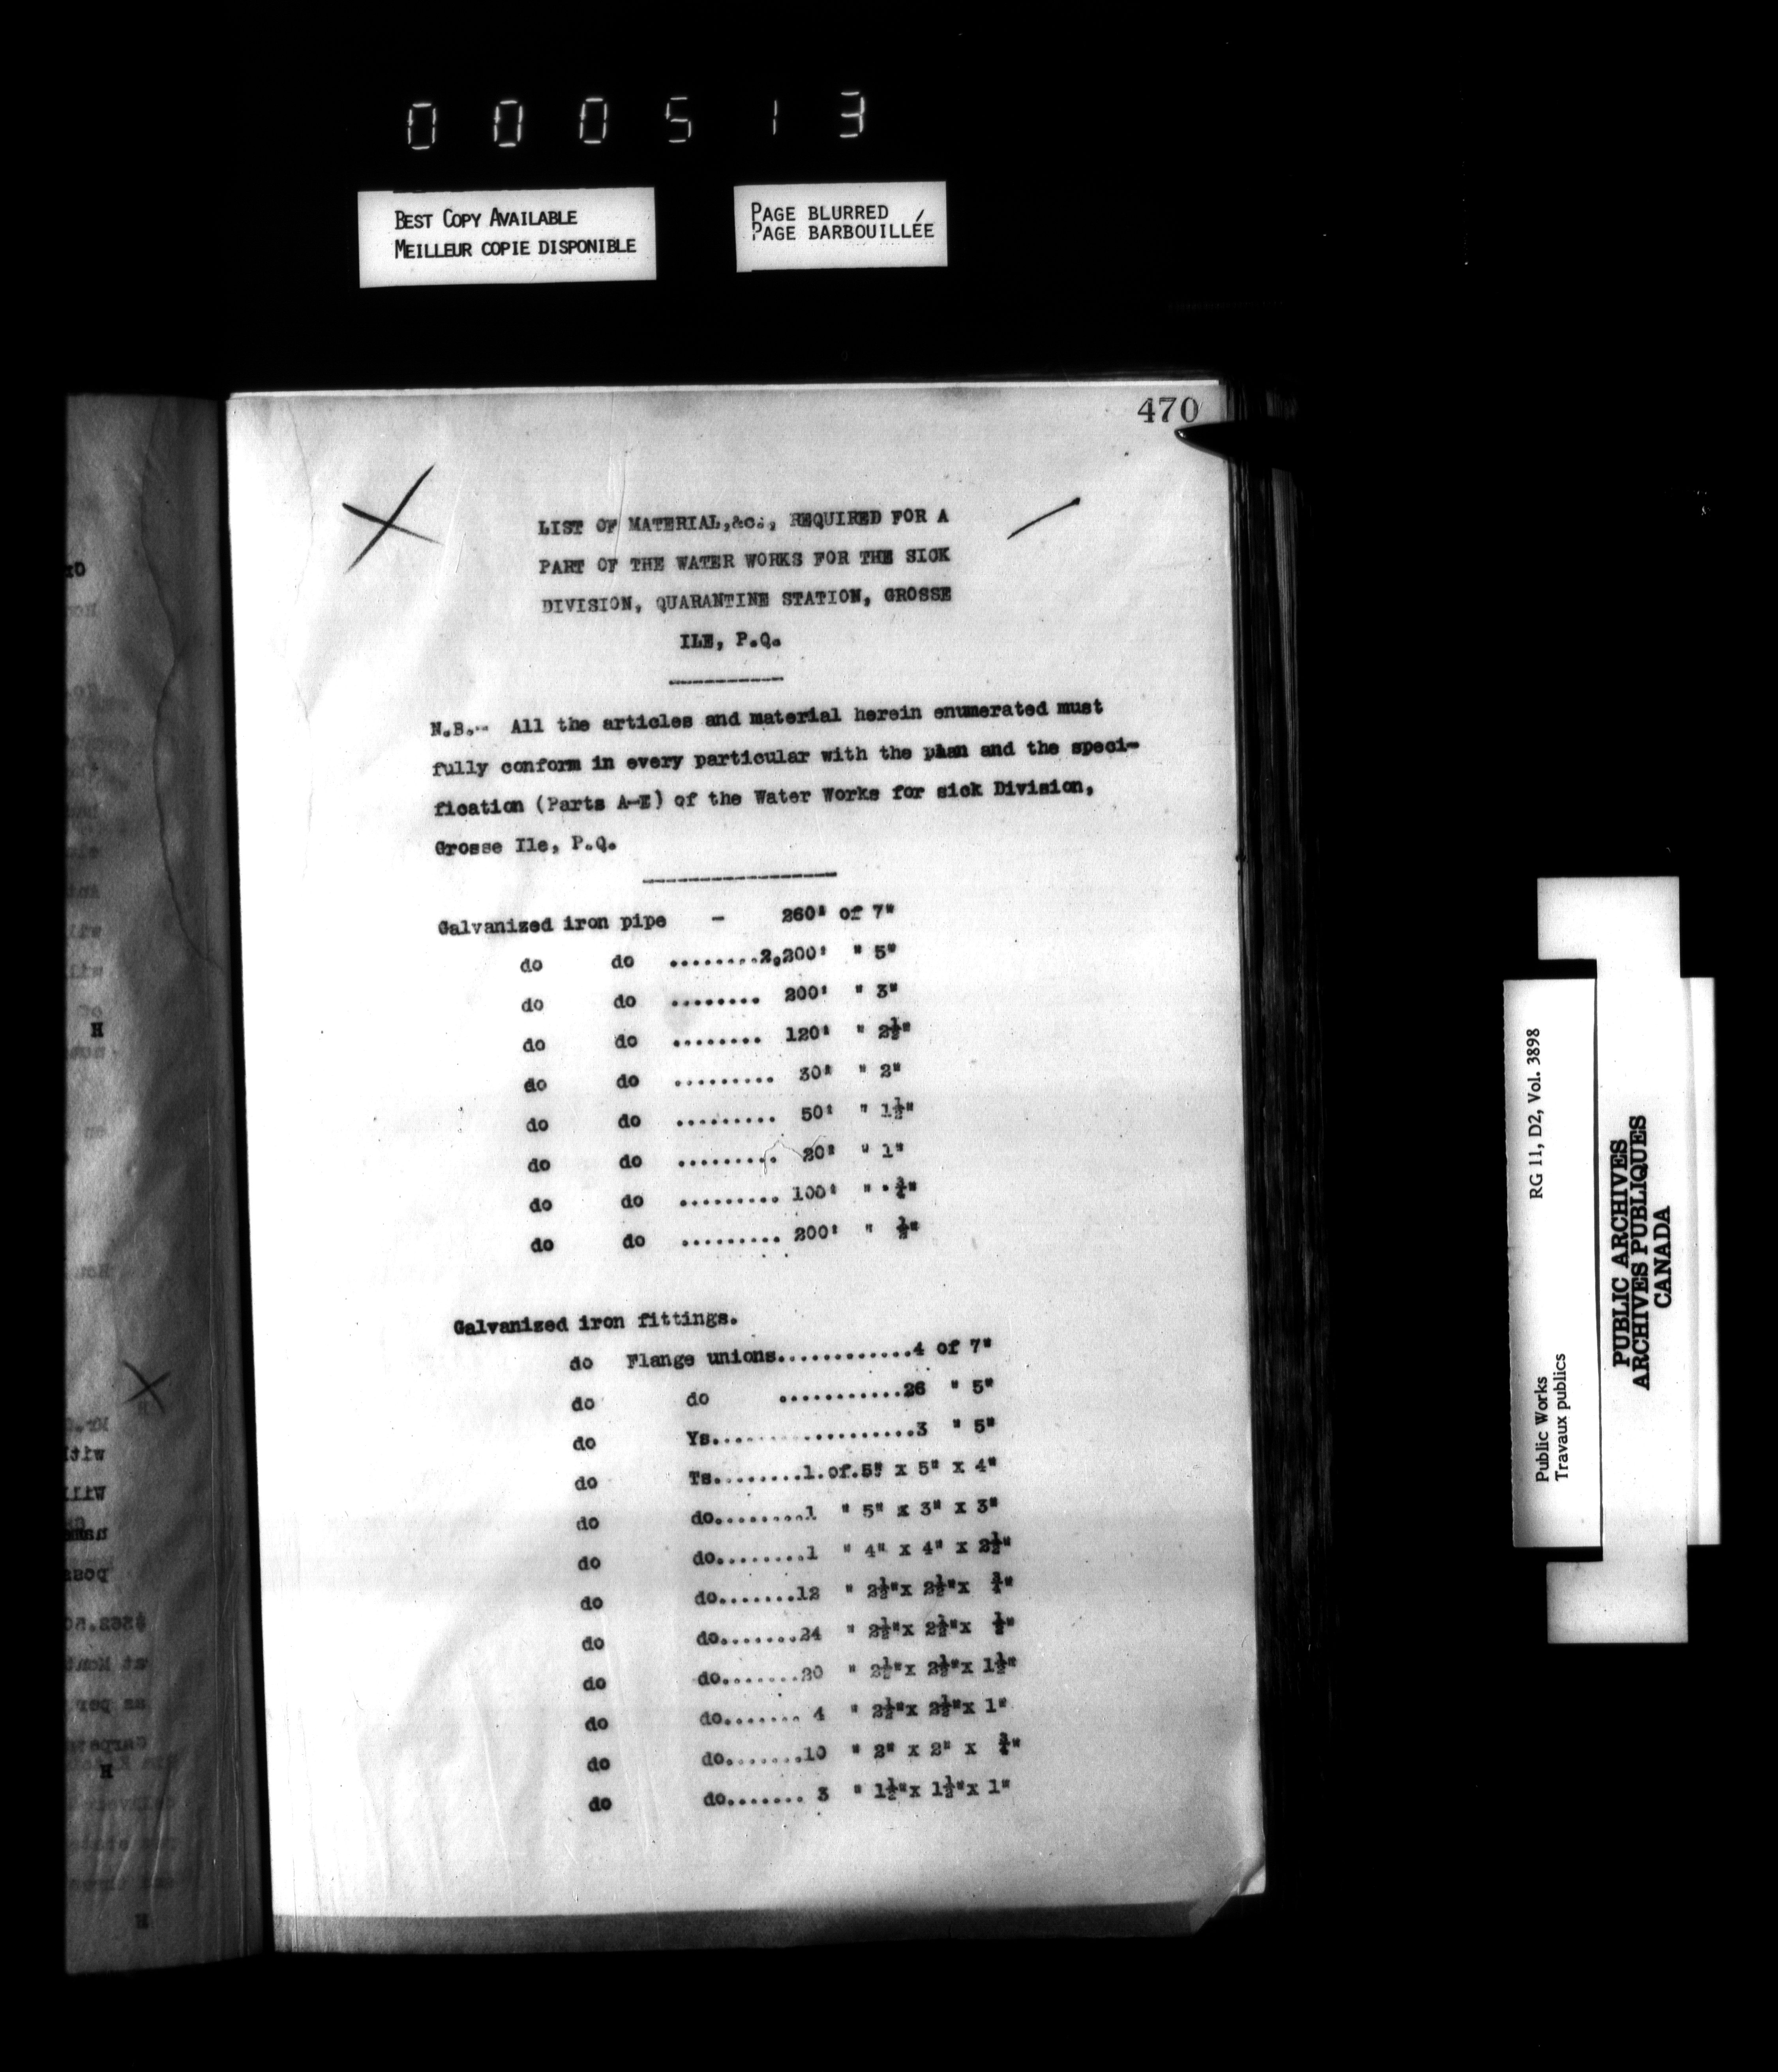 000513
BEST COPY AVAILABLE
MEILLEUR COPIE DISPONIBLE
PAGE BLURRED
PAGE BARBOUILLÉE
470
LIST OF MATERIAL,&c., REQUIRED FOR A
PART OF THE WATER WORKS FOR THE SICK
DIVISION, QUARANTINE STATION, GROSSE
ILE, P.Q.
N.B.- All the articles and material herein enumerated must
fully conform in every particular with the plan and the speci-
fication (Parts A-E) of the Water Works for sick Division,
Grosse Ile, P.Q.
Galvanized iron pipe - 260' of 7"
do do ........2,200' " 5"
do do ........ 200' " 3"
do do ........ 120' " 2½"
do do ......... 30' " 2"
do do ......... 50' " 1½"
do do ......... 20' " 1"
do do ......... 100' " ¾"
do do ......... 200' " ½"
Galvanized iron fittings.
do Flange unions............4 of 7"
do do ...........26 " 5"
do Ys..................3 " 5"
do Ts........1.of.5" x 5" x 4"
do do.........1 " 5" x 3" x 3"
do do........1 " 4" x 4" x 2½"
do do.......12 " 2½"x 2½"x ¾"
do do.......24 " 2½"x 2½"x ½"
do do.......20 " 2½"x 2½"x 1½"
do do....... 4 " 2½"x 2½"x 1"
do do.......10 " 2" x 2" x ¾"
do do....... 3 " 1½"x 1½"x 1"
Public Works
Travaux publics
RG 11, D2, Vol. 3898
PUBLIC ARCHIVES
ARCHIVES PUBLIQUES
CANADA